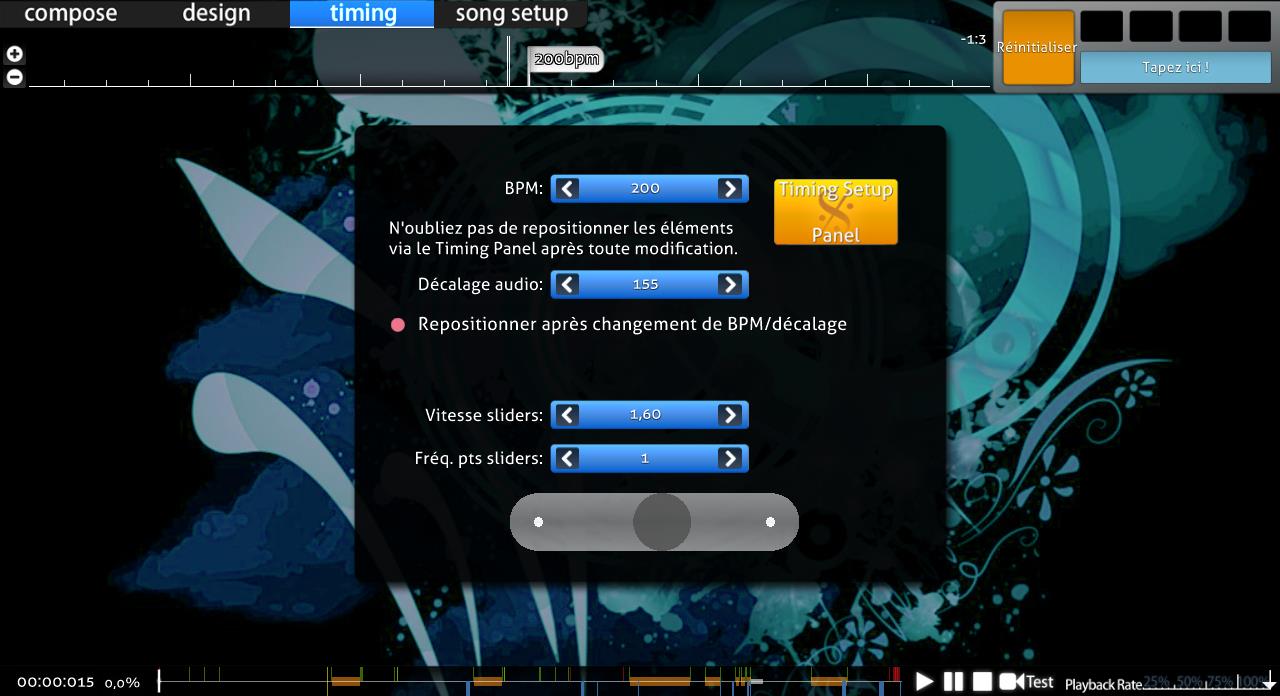 compose design timing song setup
200bpm
-1:3
Réinitialiser
Tapez ici !
BPM: 200
Timing Setup
Panel
N'oubliez pas de repositionner les éléments
via le Timing Panel après toute modification.
Décalage audio: 155
Repositionner après changement de BPM/décalage
Vitesse sliders: 1,60
Fréq. pts sliders: 1
00:00:015 0,0% Test Playback Rate 25% 50% 75% 100%